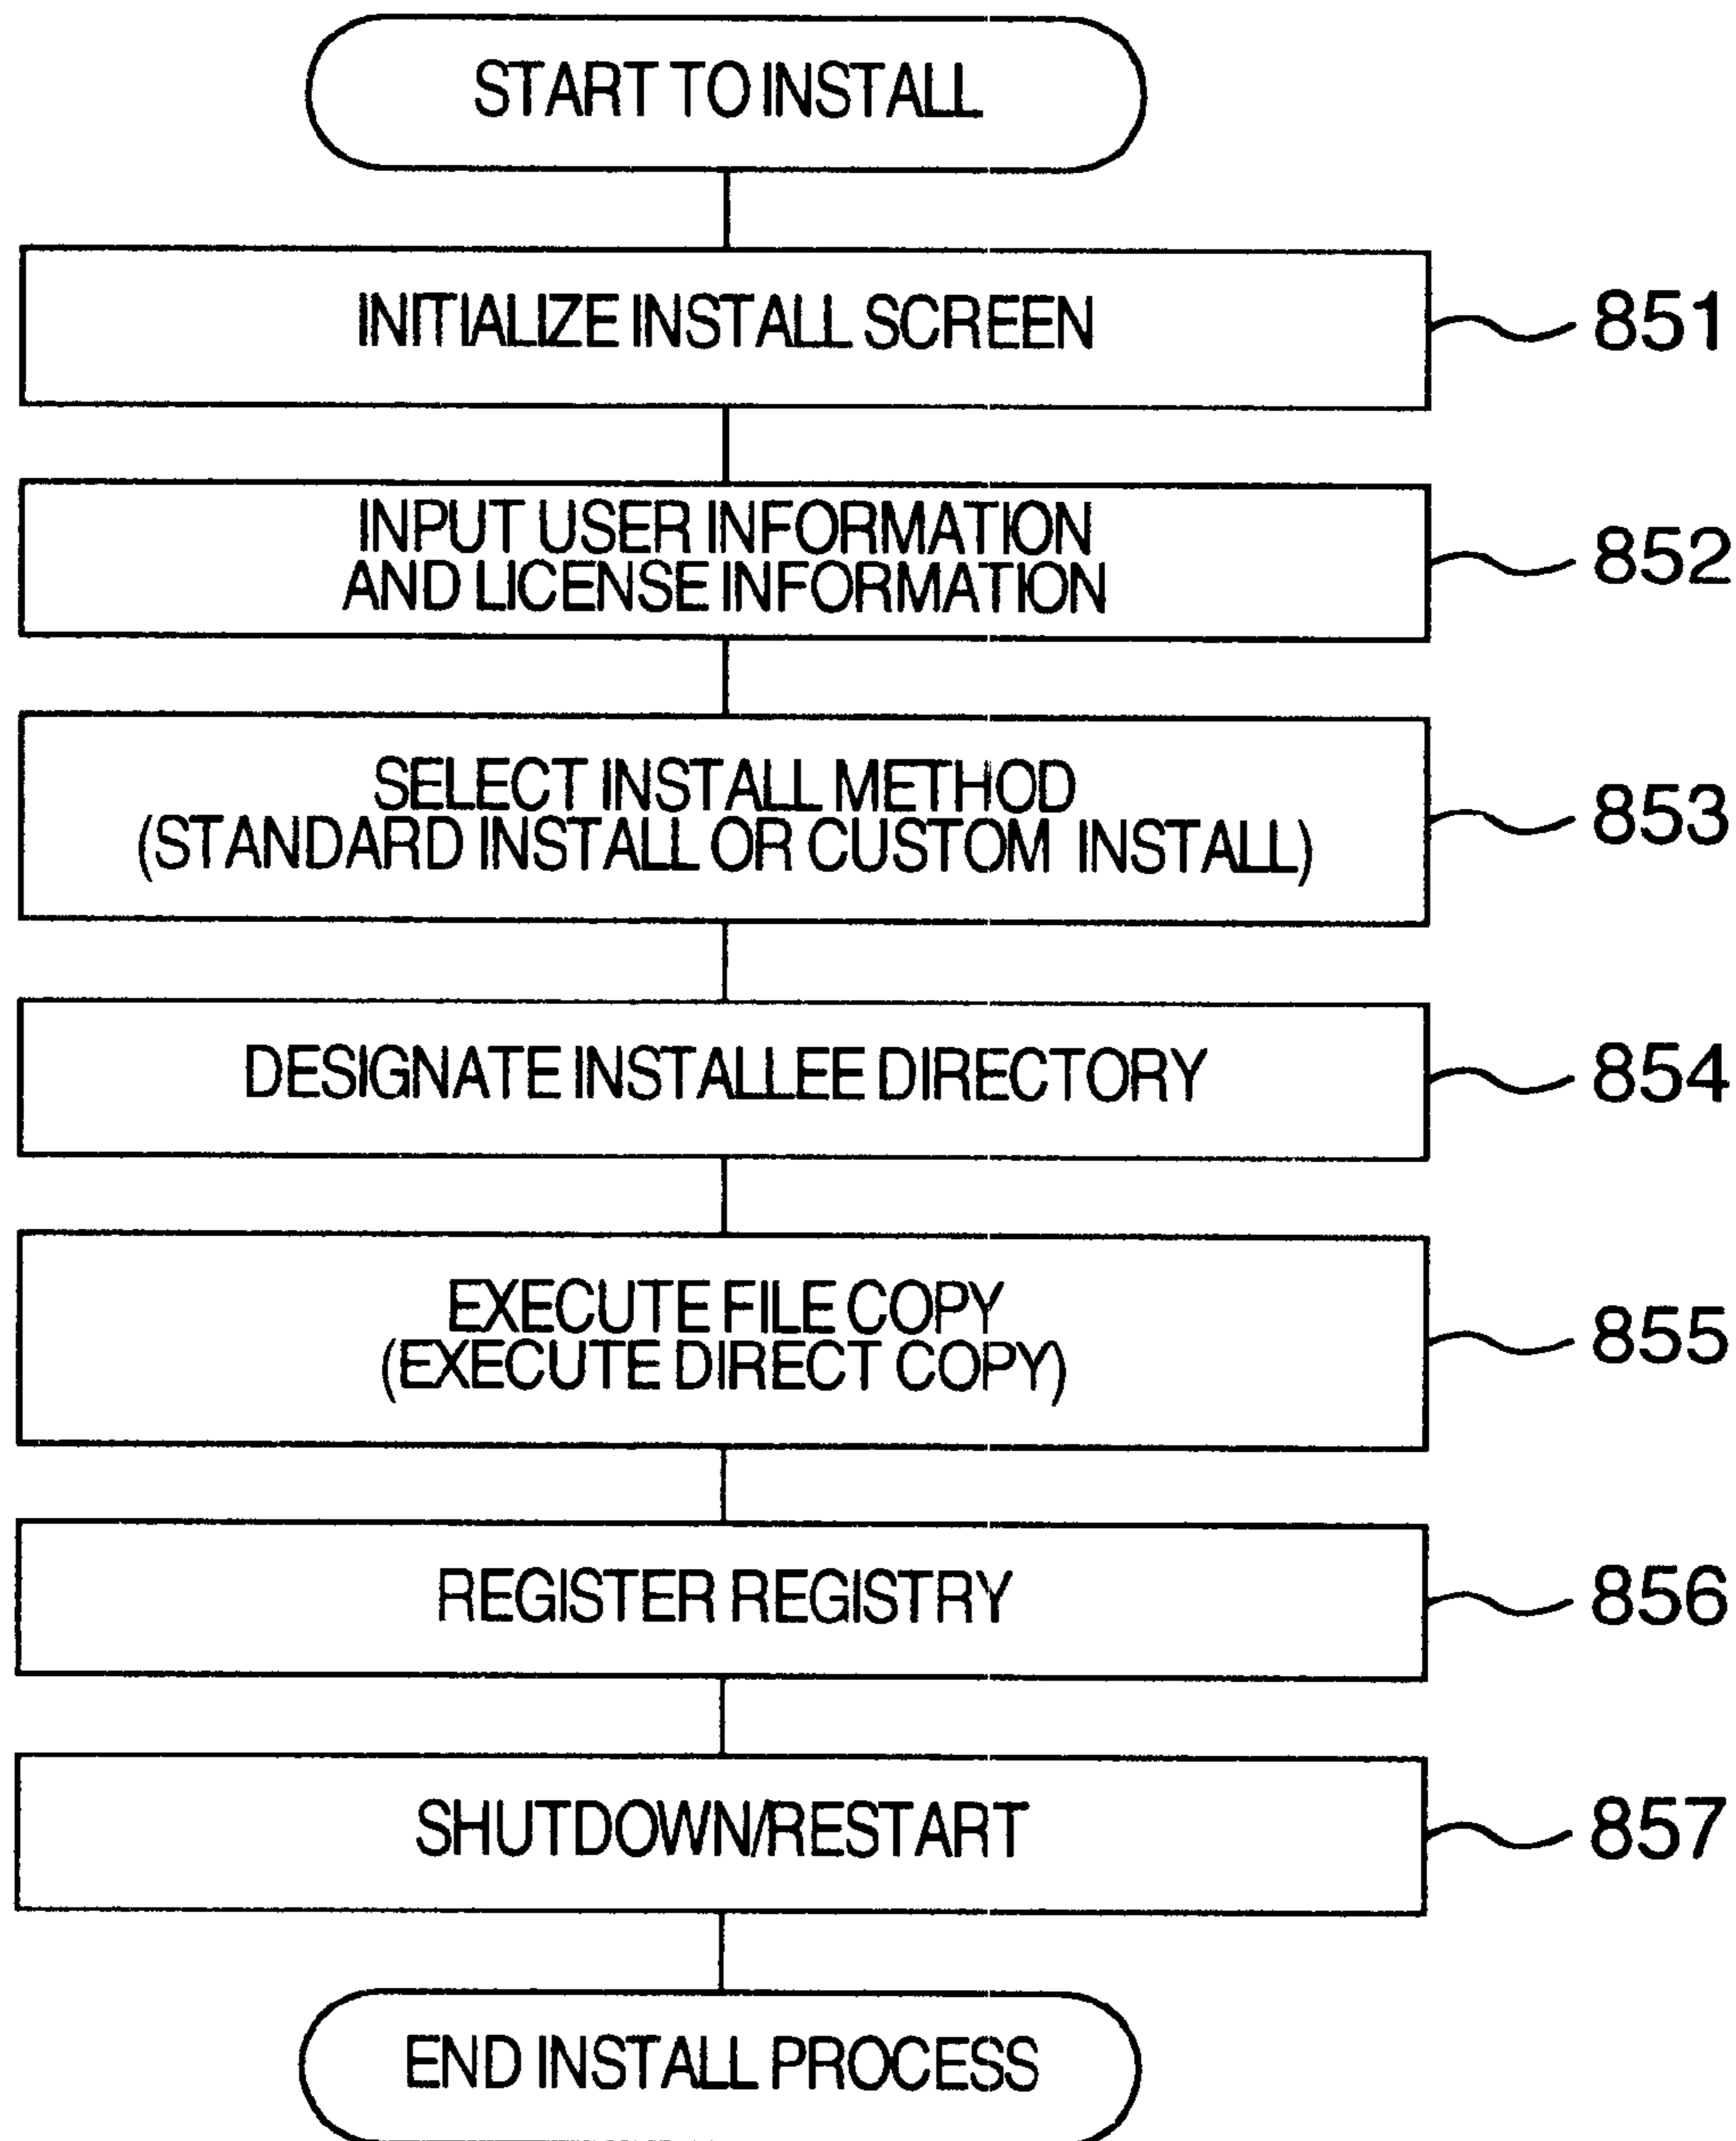 START TO INSTALL
INITIALIZE INSTALL SCREEN
851
INPUT USER INFORMATION
AND LICENSE INFORMATION
852
SELECT INSTALL METHOD
(STANDARD INSTALL OR CUSTOM INSTALL)
853
DESIGNATE INSTALLEE DIRECTORY
854
EXECUTE FILE COPY
(EXECUTE DIRECT COPY)
855
REGISTER REGISTRY
856
SHUTDOWN/RESTART
857
END INSTALL PROCESS